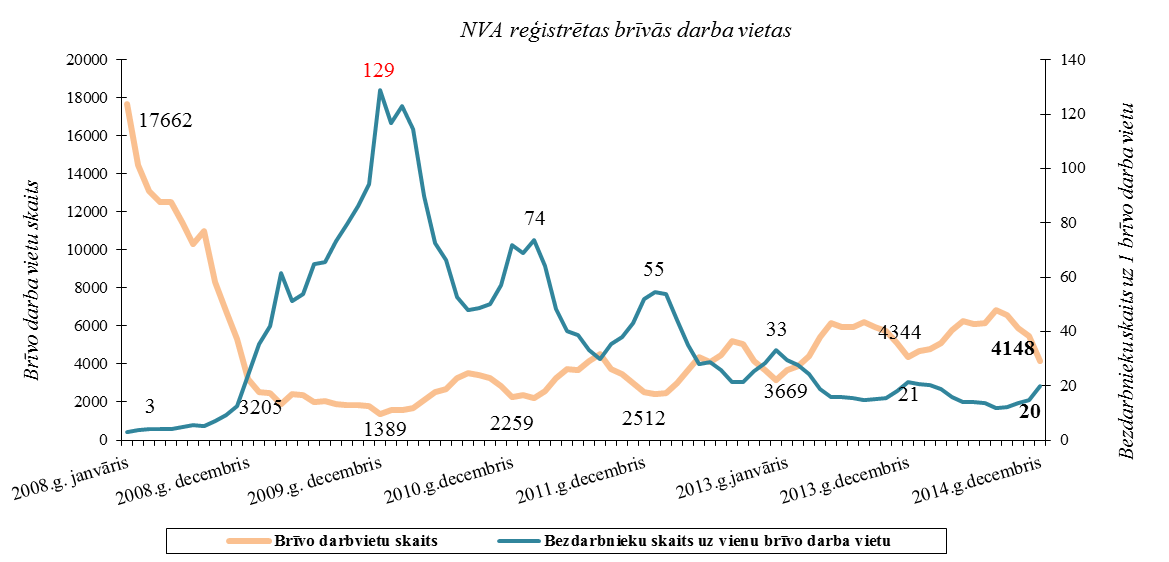 NVA reģistrētas brīvās darba vietas
Brīvo darba vietu skaits
20000
18000
16000
14000
12000
10000
8000
6000
4000
2000
0
140
120
100
80
60
40
20
0
Bezdarbnieku skaits uz 1 brīvo darba vietu
129
17662
74
55
33
4344
4148
3
3205
1389
2259
2512
3669
21
20
2008.g. janvāris
2008.g. decembris
2009.g. decembris
2010.g.decembris
2011.g.decembris
2013.g.janvāris
2013.g.decembris
2014.g.decembris
Brīvo darbvietu skaits
Bezdarbnieku skaits uz vienu brīvo darba vietu